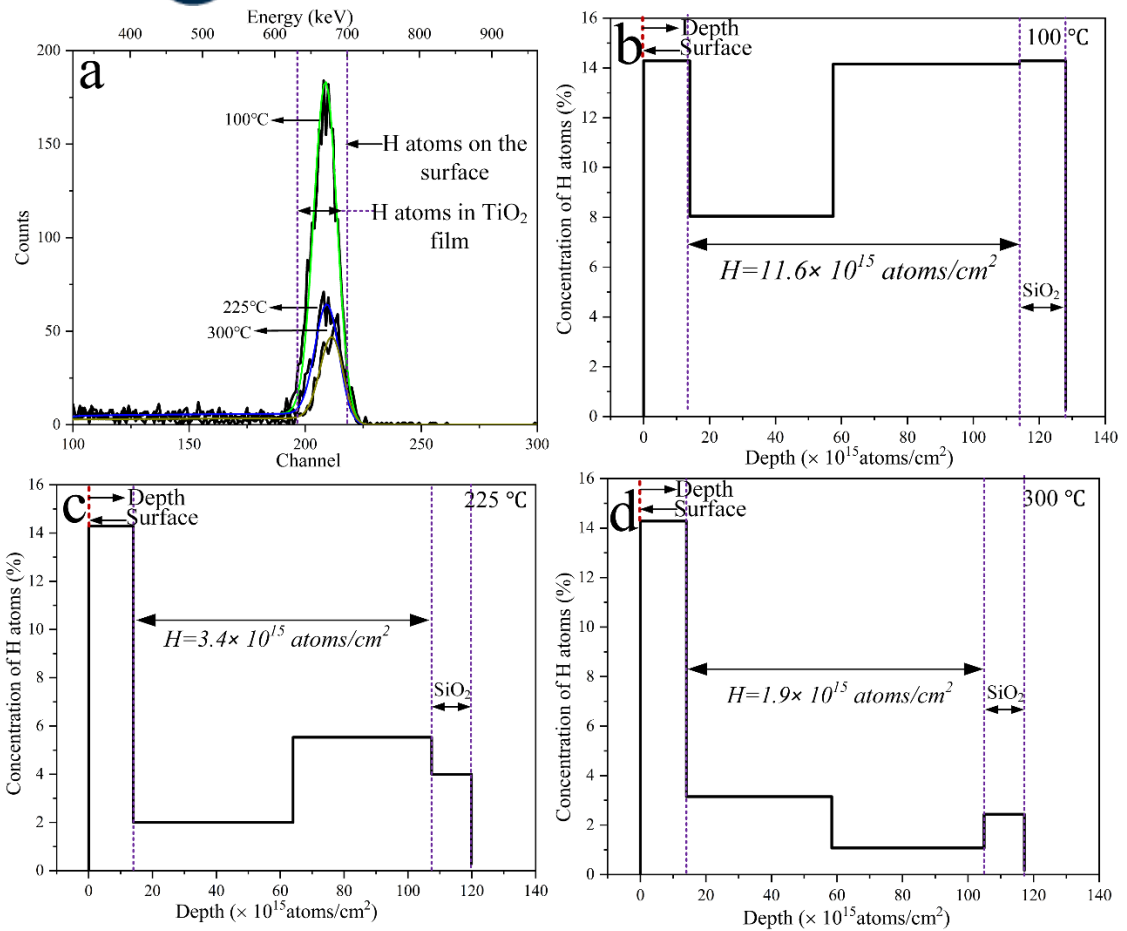 Energy (keV)
400 500 600 700 800 900
200
150
100
50
0
Counts
a
100℃
H atoms on the
surface
H atoms in TiO2
film
225℃
300℃
100 150 200 250 300
Channel
b
Depth
Surface
100 ℃
16
14
12
10
8
6
4
2
0
Concentration of H atoms (%)
H=11.6× 10^15 atoms/cm^2
SiO2
0 20 40 60 80 100 120 140
Depth (× 10^15atoms/cm^2)
c
Depth
Surface
225 ℃
16
14
12
10
8
6
4
2
0
Concentration of H atoms (%)
H=3.4× 10^15 atoms/cm^2
SiO2
0 20 40 60 80 100 120 140
Depth (× 10^15atoms/cm^2)
d
Depth
Surface
300 ℃
16
14
12
10
8
6
4
2
0
Concentration of H atoms (%)
H=1.9× 10^15 atoms/cm^2
SiO2
0 20 40 60 80 100 120 140
Depth (× 10^15atoms/cm^2)